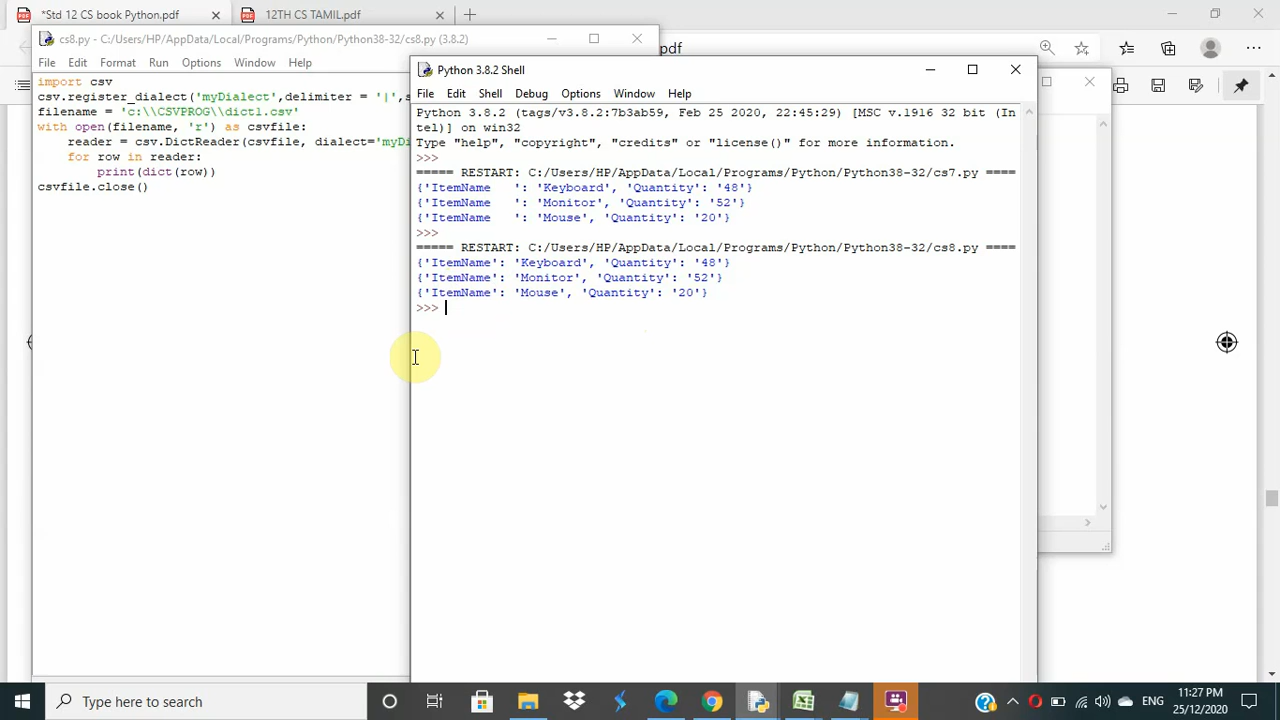 *Std 12 CS book Python.pdf
12TH CS TAMIL.pdf
pdf
cs8.py - C:/Users/HP/AppData/Local/Programs/Python/Python38-32/cs8.py (3.8.2)
File Edit Format Run Options Window Help
import csv
csv.register_dialect('myDialect',delimiter = '|',s
filename = 'c:\\CSVPROG\\dict1.csv'
with open(filename, 'r') as csvfile:
    reader = csv.DictReader(csvfile, dialect='myDi
    for row in reader:
        print(dict(row))
csvfile.close()
Python 3.8.2 Shell
File Edit Shell Debug Options Window Help
Python 3.8.2 (tags/v3.8.2:7b3ab59, Feb 25 2020, 22:45:29) [MSC v.1916 32 bit (In
tel)] on win32
Type "help", "copyright", "credits" or "license()" for more information.
>>>
===== RESTART: C:/Users/HP/AppData/Local/Programs/Python/Python38-32/cs7.py ====
{'ItemName   ': 'Keyboard', 'Quantity': '48'}
{'ItemName   ': 'Monitor', 'Quantity': '52'}
{'ItemName   ': 'Mouse', 'Quantity': '20'}
>>>
===== RESTART: C:/Users/HP/AppData/Local/Programs/Python/Python38-32/cs8.py ====
{'ItemName': 'Keyboard', 'Quantity': '48'}
{'ItemName': 'Monitor', 'Quantity': '52'}
{'ItemName': 'Mouse', 'Quantity': '20'}
>>>
Type here to search
ENG
11:27 PM
25/12/2020